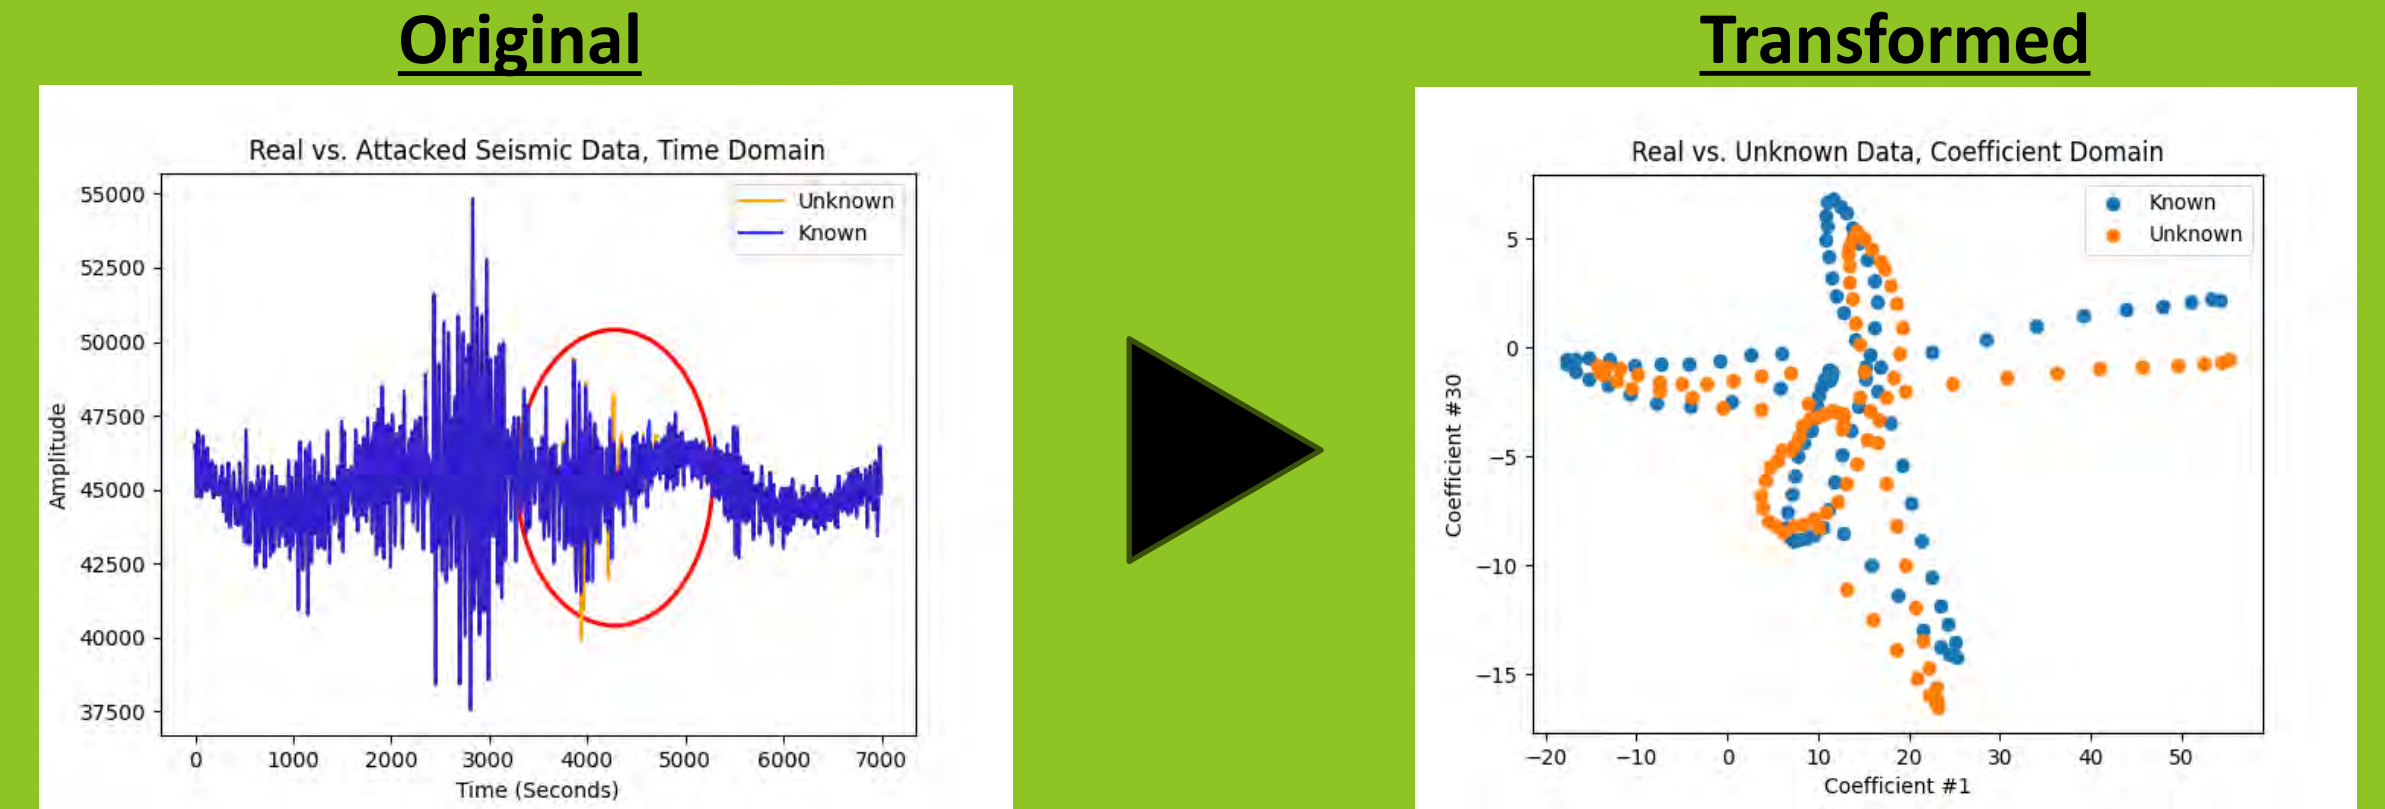 Original
Transformed
Real vs. Attacked Seismic Data, Time Domain
55000
52500
50000
47500
45000
42500
40000
37500
Amplitude
Unknown
Known
0 1000 2000 3000 4000 5000 6000 7000
Time (Seconds)
Real vs. Unknown Data, Coefficient Domain
5
0
−5
−10
−15
Coefficient #30
Known
Unknown
−20 −10 0 10 20 30 40 50
Coefficient #1